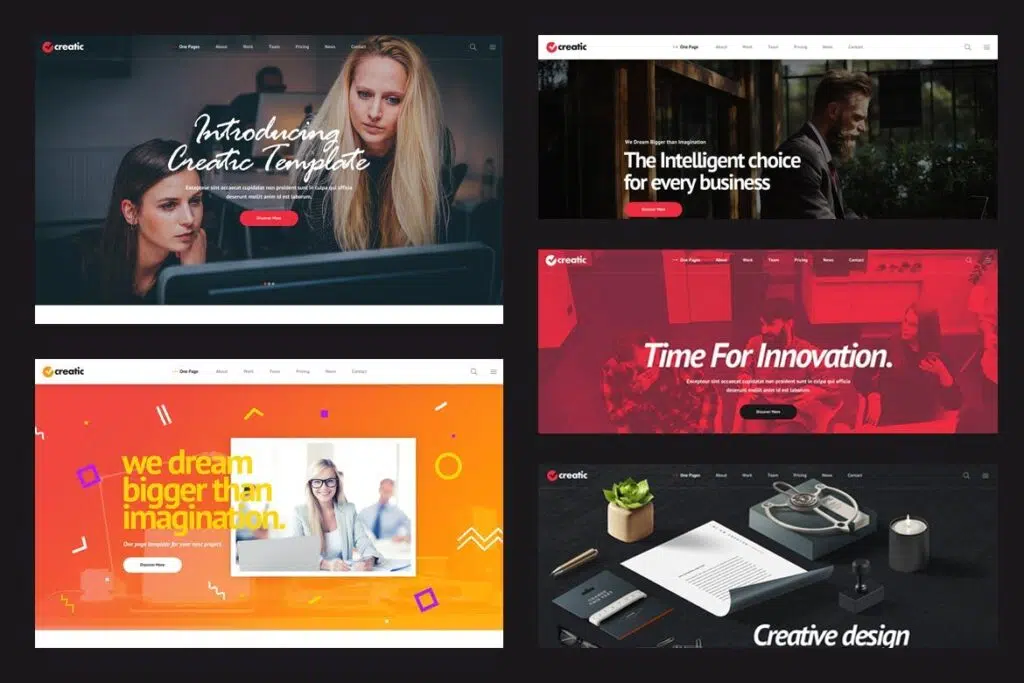 creatic
One Pages About Work Team Pricing News Contact
Introducing
Creatic Template
Excepteur sint occaecat cupidatat non proident sunt in culpa qui officia
deserunt mollit anim id est laborum.
Discover More
creatic
One Page About Work Team Pricing News Contact
We Dream Bigger than Imagination
The Intelligent choice
for every business
Discover More
creatic
One Pages About Work Team Pricing News Contact
Time For Innovation.
Excepteur sint occaecat cupidatat non proident sunt in culpa qui officia
deserunt mollit anim id est laborum.
Discover More
creatic
One Page About Work Team Pricing News Contact
we dream
bigger than
imagination.
One page template for your next project.
Discover More
creatic
One Pages About Work Team Pricing News Contact
Creative design